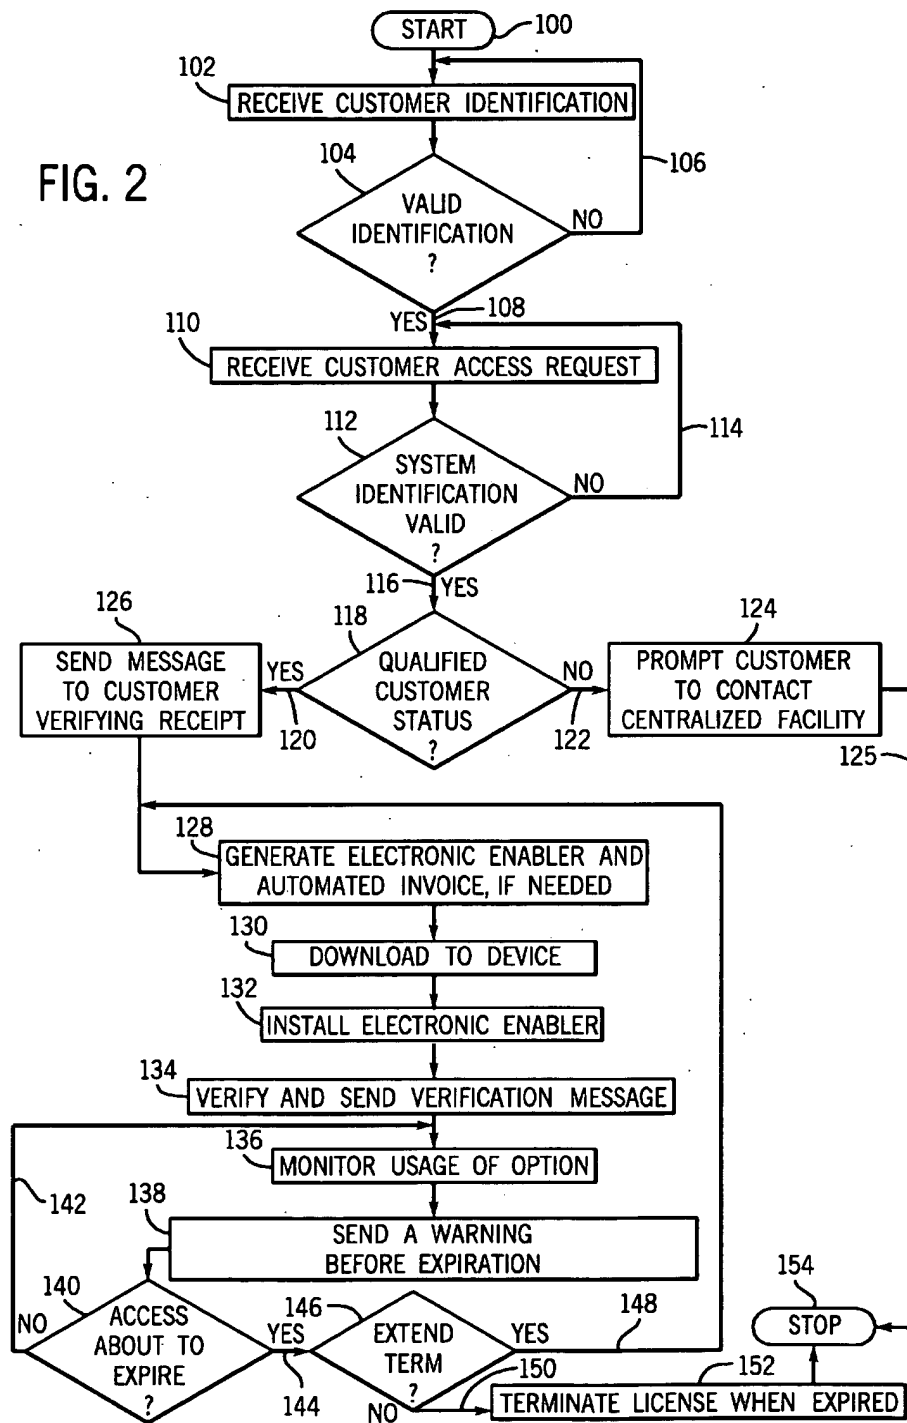 START
100
102
RECEIVE CUSTOMER IDENTIFICATION
FIG. 2
104
106
VALID
IDENTIFICATION
?
NO
YES
108
110
RECEIVE CUSTOMER ACCESS REQUEST
112
114
SYSTEM
IDENTIFICATION
VALID
?
NO
116
YES
126
118
124
SEND MESSAGE
TO CUSTOMER
VERIFYING RECEIPT
YES
120
QUALIFIED
CUSTOMER
STATUS
?
NO
122
PROMPT CUSTOMER
TO CONTACT
CENTRALIZED FACILITY
125
128
GENERATE ELECTRONIC ENABLER AND
AUTOMATED INVOICE, IF NEEDED
130
DOWNLOAD TO DEVICE
132
INSTALL ELECTRONIC ENABLER
134
VERIFY AND SEND VERIFICATION MESSAGE
136
MONITOR USAGE OF OPTION
142
138
SEND A WARNING
BEFORE EXPIRATION
140
NO
ACCESS
ABOUT TO
EXPIRE
?
YES
144
146
EXTEND
TERM
?
YES
148
NO
150
152
TERMINATE LICENSE WHEN EXPIRED
154
STOP